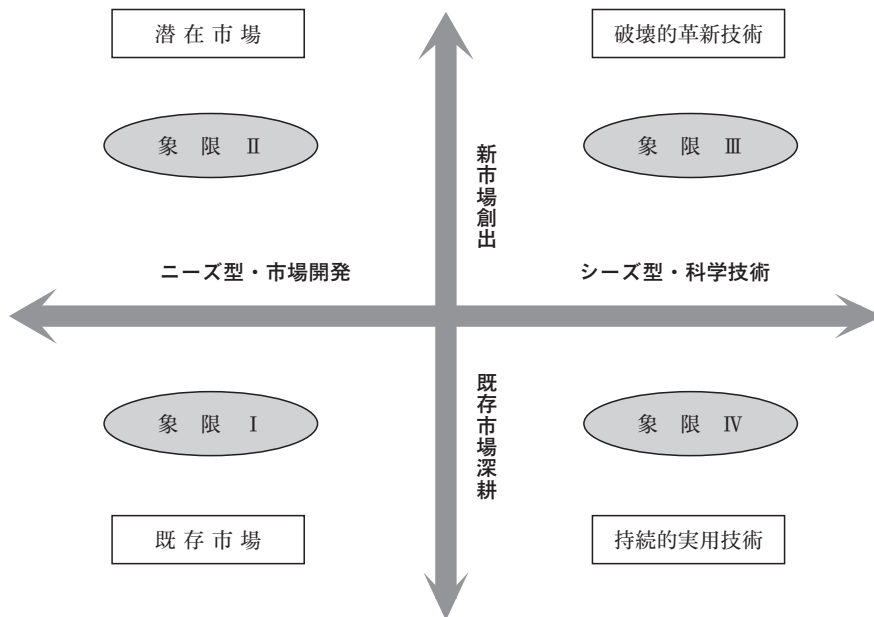 潜在市場
破壊的革新技術
象限 Ⅱ
象限 Ⅲ
新市場創出
ニーズ型・市場開発
シーズ型・科学技術
既存市場深耕
象限 Ⅰ
象限 Ⅳ
既存市場
持続的実用技術